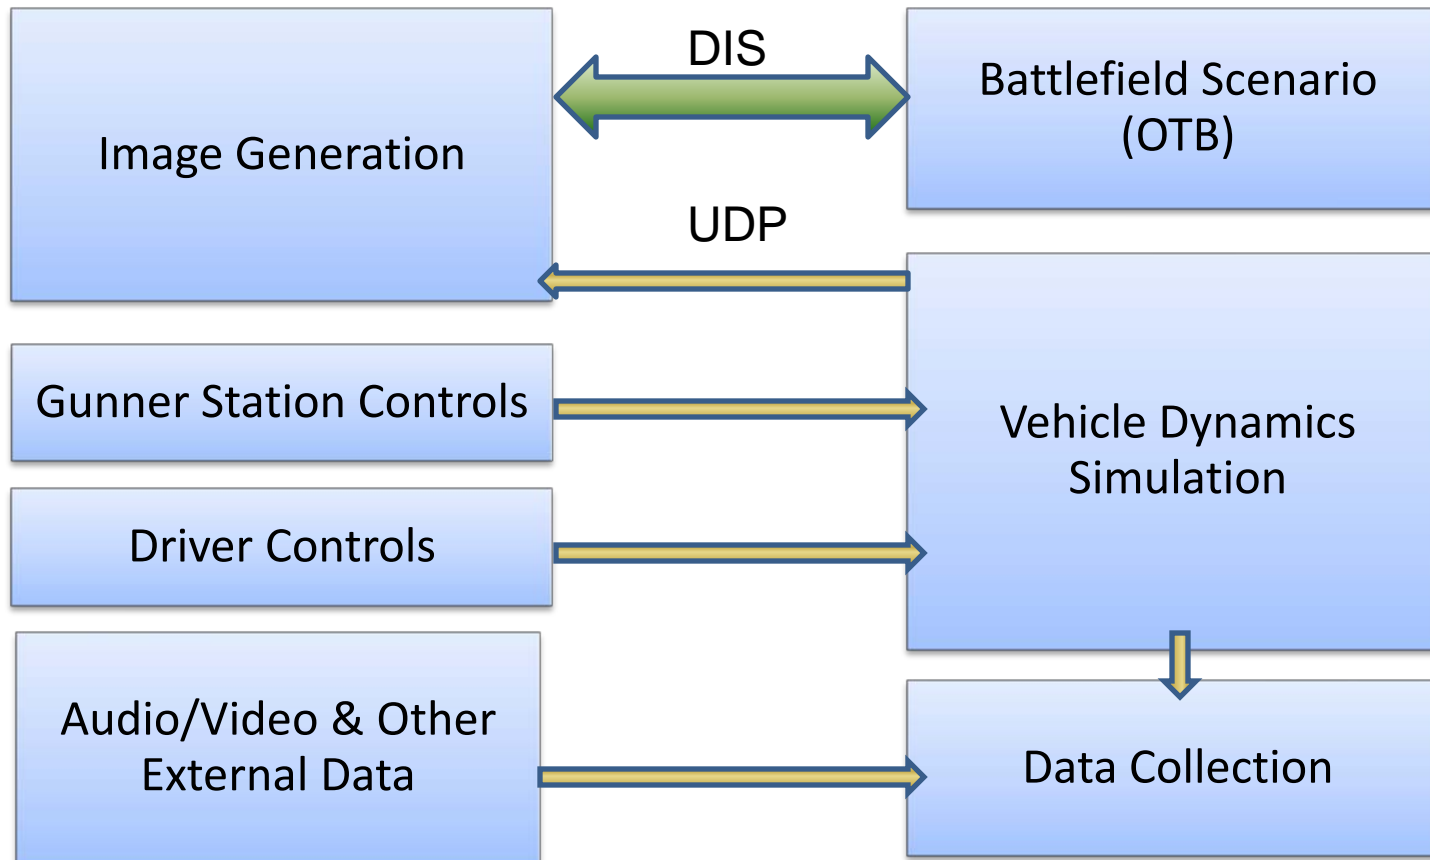 DIS
Image Generation
Battlefield Scenario
(OTB)
UDP
Gunner Station Controls
Vehicle Dynamics
Simulation
Driver Controls
Audio/Video & Other
External Data
Data Collection